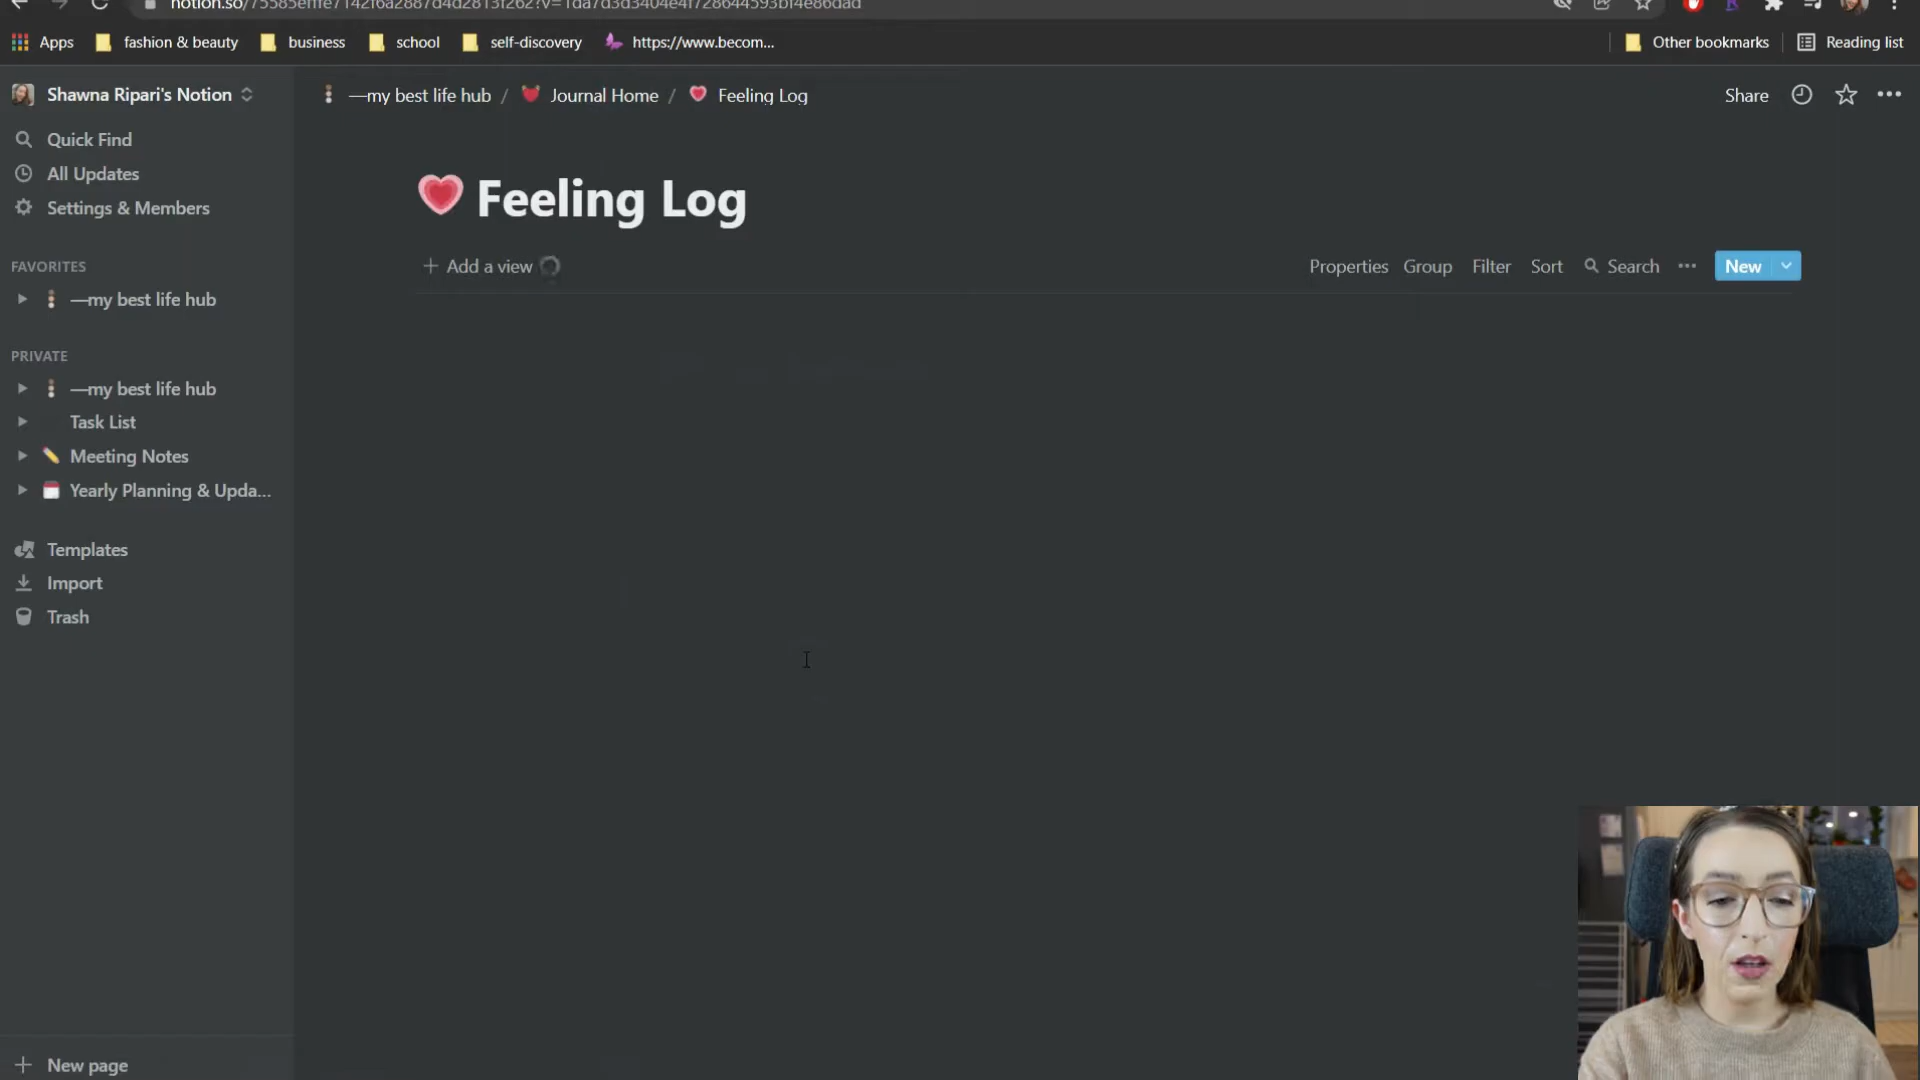 Apps fashion & beauty business school self-discovery https://www.becom... Other bookmarks Reading list
Shawna Ripari's Notion
Quick Find
All Updates
Settings & Members
FAVORITES
—my best life hub
PRIVATE
—my best life hub
Task List
Meeting Notes
Yearly Planning & Upda...
Templates
Import
Trash
New page
—my best life hub / Journal Home / Feeling Log
Share
Feeling Log
Add a view
Properties Group Filter Sort Search New